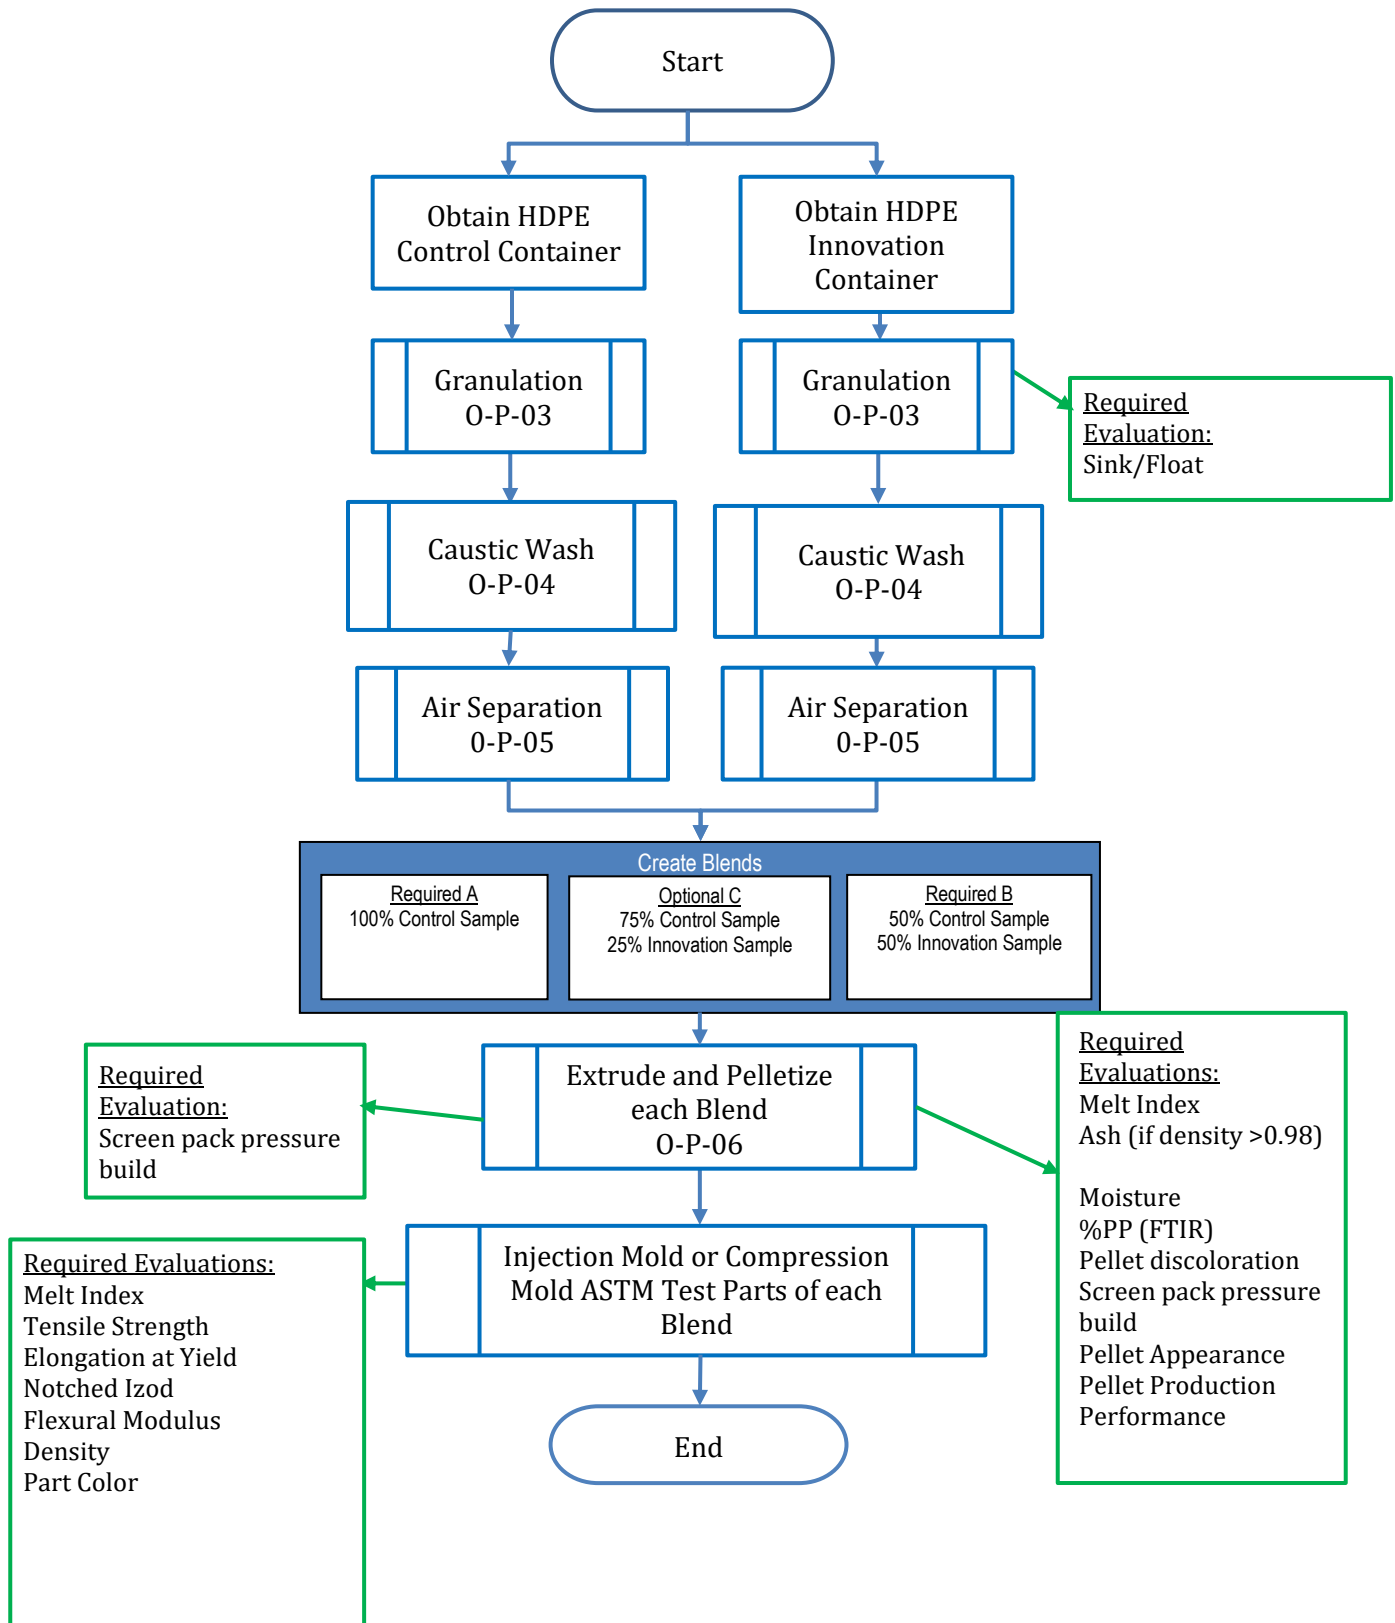 Start
Obtain HDPE
Control Container
Obtain HDPE
Innovation
Container
Granulation
O-P-03
Granulation
O-P-03
Required
Evaluation:
Sink/Float
Caustic Wash
O-P-04
Caustic Wash
O-P-04
Air Separation
0-P-05
Air Separation
0-P-05
Create Blends
Required A
100% Control Sample
Optional C
75% Control Sample
25% Innovation Sample
Required B
50% Control Sample
50% Innovation Sample
Required
Evaluation:
Screen pack pressure
build
Extrude and Pelletize
each Blend
O-P-06
Required
Evaluations:
Melt Index
Ash (if density >0.98)
Moisture
%PP (FTIR)
Pellet discoloration
Screen pack pressure
build
Pellet Appearance
Pellet Production
Performance
Required Evaluations:
Melt Index
Tensile Strength
Elongation at Yield
Notched Izod
Flexural Modulus
Density
Part Color
Injection Mold or Compression
Mold ASTM Test Parts of each
Blend
End